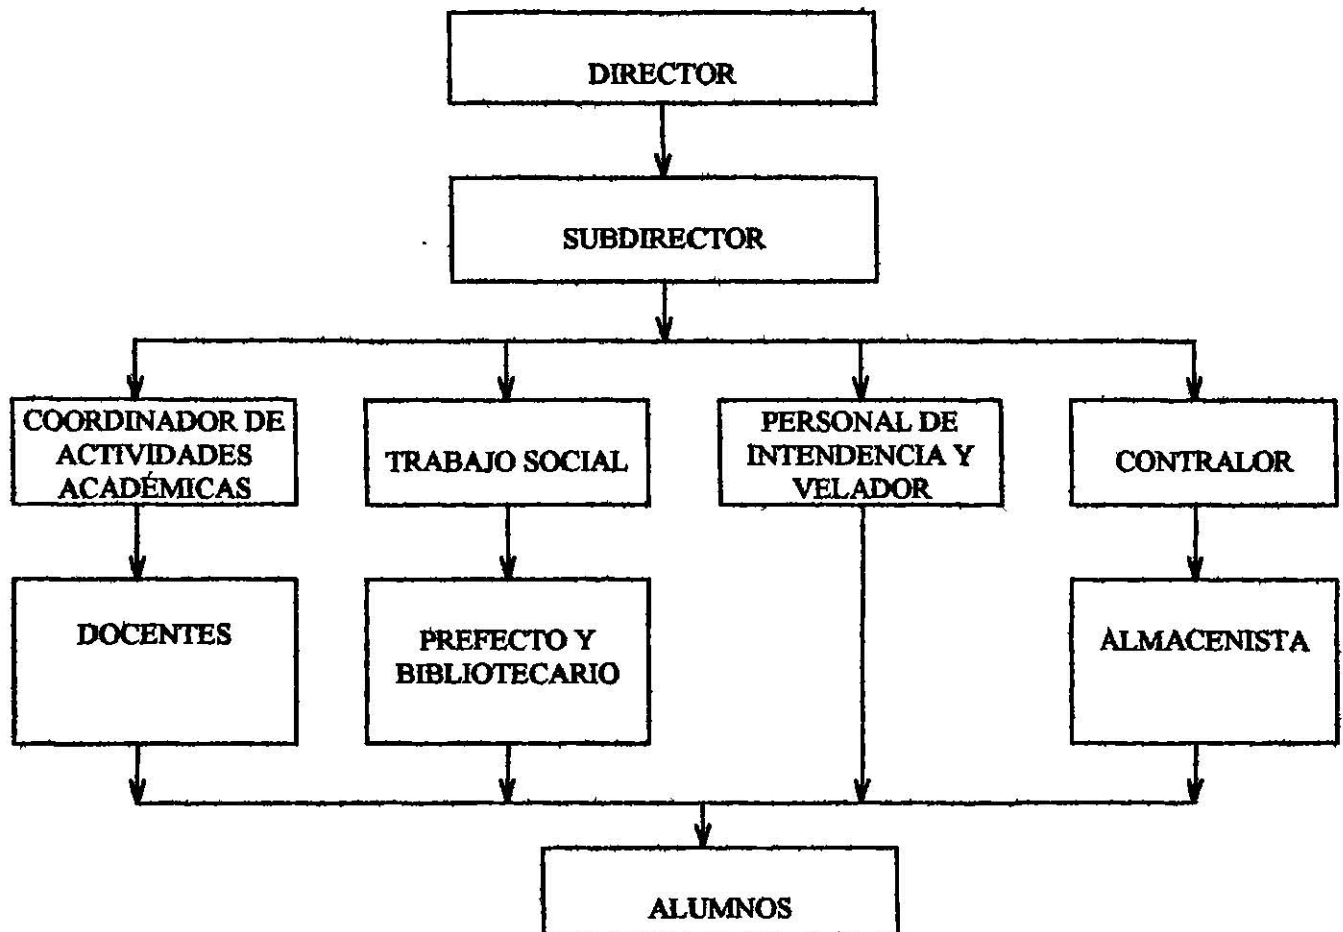 DIRECTOR
SUBDIRECTOR
COORDINADOR DE
ACTIVIDADES
ACADÉMICAS
TRABAJO SOCIAL
PERSONAL DE
INTENDENCIA Y
VELADOR
CONTRALOR
DOCENTES
PREFECTO Y
BIBLIOTECARIO
ALMACENISTA
ALUMNOS